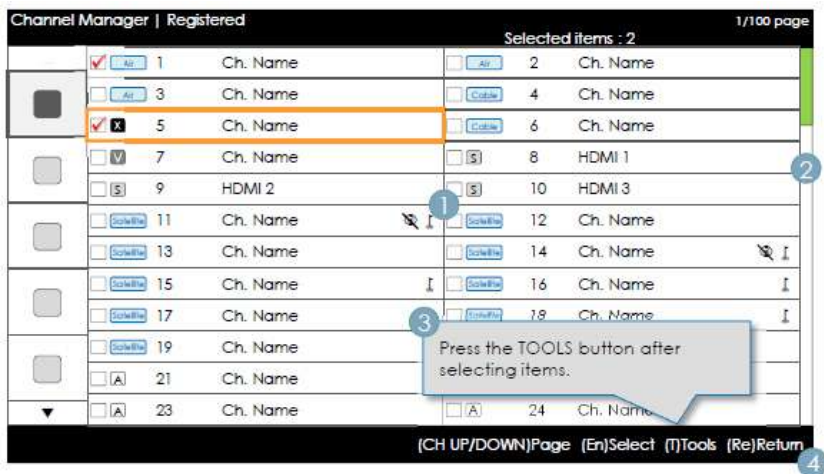 Channel Manager | Registered 1/100 page
Selected items : 2
Air 1 Ch. Name Air 2 Ch. Name
Air 3 Ch. Name Cable 4 Ch. Name
X 5 Ch. Name Cable 6 Ch. Name
V 7 Ch. Name S 8 HDMI 1
2
S 9 HDMI 2 S 10 HDMI 3
1
Satellite 11 Ch. Name Satellite 12 Ch. Name
Satellite 13 Ch. Name Satellite 14 Ch. Name
Satellite 15 Ch. Name Satellite 16 Ch. Name
Satellite 17 Ch. Name Satellite 18 Ch. Name
3
Press the TOOLS button after
selecting items.
Satellite 19 Ch. Name
A 21 Ch. Name
A 23 Ch. Name A 24 Ch. Name
(CH UP/DOWN)Page (En)Select (T)Tools (Re)Return
4